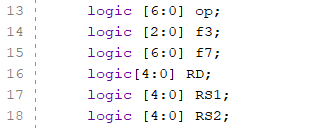 13 logic [6:0] op;
14 logic [2:0] f3;
15 logic [6:0] f7;
16 logic[4:0] RD;
17 logic [4:0] RS1;
18 logic [4:0] RS2;